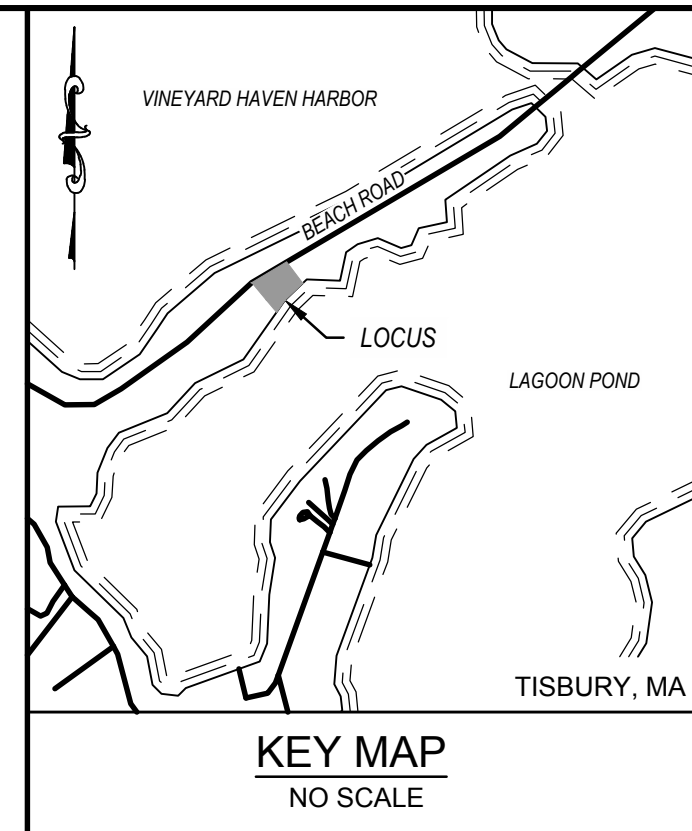 VINEYARD HAVEN HARBOR
BEACH ROAD
LOCUS
LAGOON POND
TISBURY, MA
KEY MAP
NO SCALE